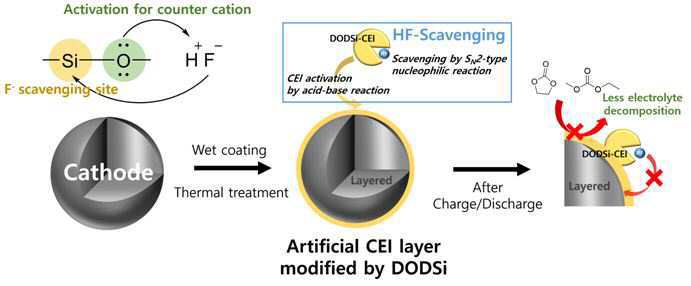 Activation for counter cation
Si
O
H⁺ F⁻
F⁻ scavenging site
Cathode
Wet coating
Thermal treatment
DODSi-CEI
HF-Scavenging
Scavenging by SN2-type
nucleophilic reaction
CEI activation
by acid-base reaction
Layered
Artificial CEI layer
modified by DODSi
After
Charge/Discharge
O
O
O
O
O
O
Less electrolyte
decomposition
DODSi-CEI
Layered